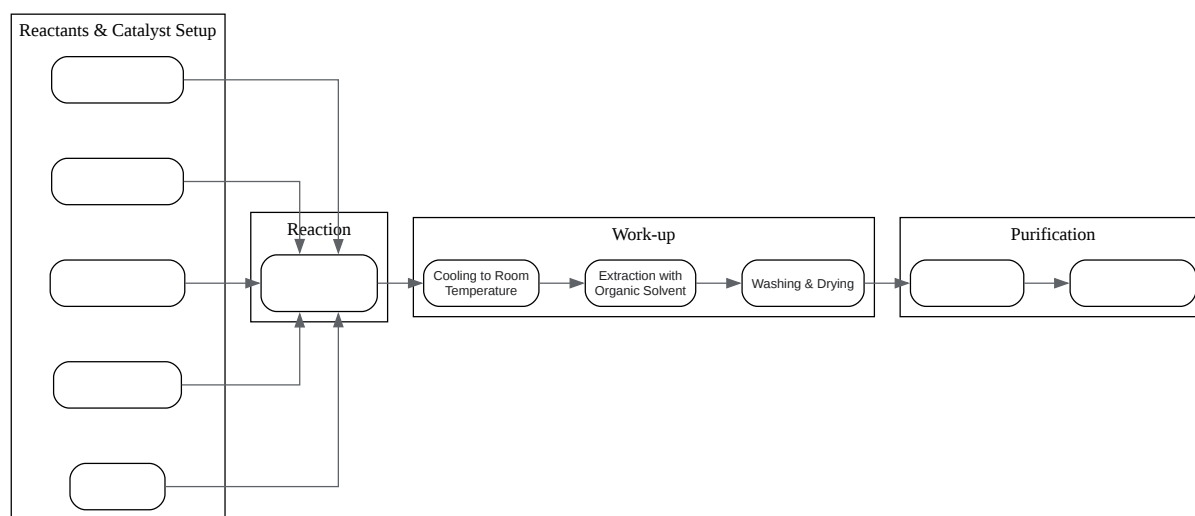 Reactants & Catalyst Setup
Reaction
Work-up
Purification
Cooling to Room
Temperature
Extraction with
Organic Solvent
Washing & Drying